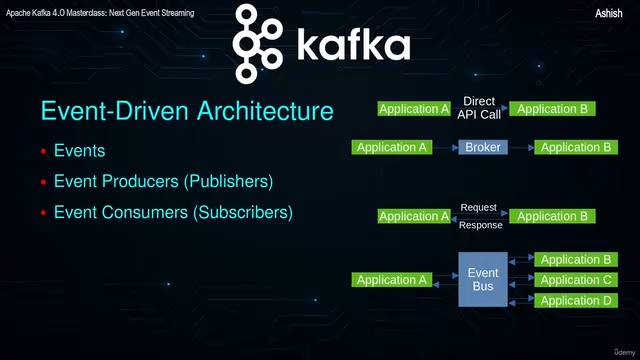 Apache Kafka 4.0 Masterclass: Next Gen Event Streaming
Ashish
kafka
Event-Driven Architecture
• Events
• Event Producers (Publishers)
• Event Consumers (Subscribers)
Application A
Direct
API Call
Application B
Application A
Broker
Application B
Application A
Request
Response
Application B
Application A
Event
Bus
Application B
Application C
Application D
ûdemy